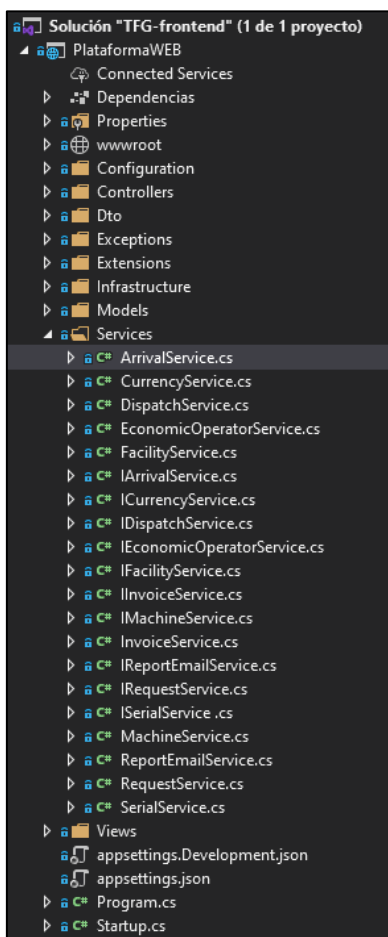 Solución "TFG-frontend" (1 de 1 proyecto)
PlataformaWEB
Connected Services
Dependencias
Properties
wwwroot
Configuration
Controllers
Dto
Exceptions
Extensions
Infrastructure
Models
Services
C# ArrivalService.cs
C# CurrencyService.cs
C# DispatchService.cs
C# EconomicOperatorService.cs
C# FacilityService.cs
C# IArrivalService.cs
C# ICurrencyService.cs
C# IDispatchService.cs
C# IEconomicOperatorService.cs
C# IFacilityService.cs
C# IInvoiceService.cs
C# IMachineService.cs
C# InvoiceService.cs
C# IReportEmailService.cs
C# IRequestService.cs
C# ISerialService .cs
C# MachineService.cs
C# ReportEmailService.cs
C# RequestService.cs
C# SerialService.cs
Views
appsettings.Development.json
appsettings.json
C# Program.cs
C# Startup.cs